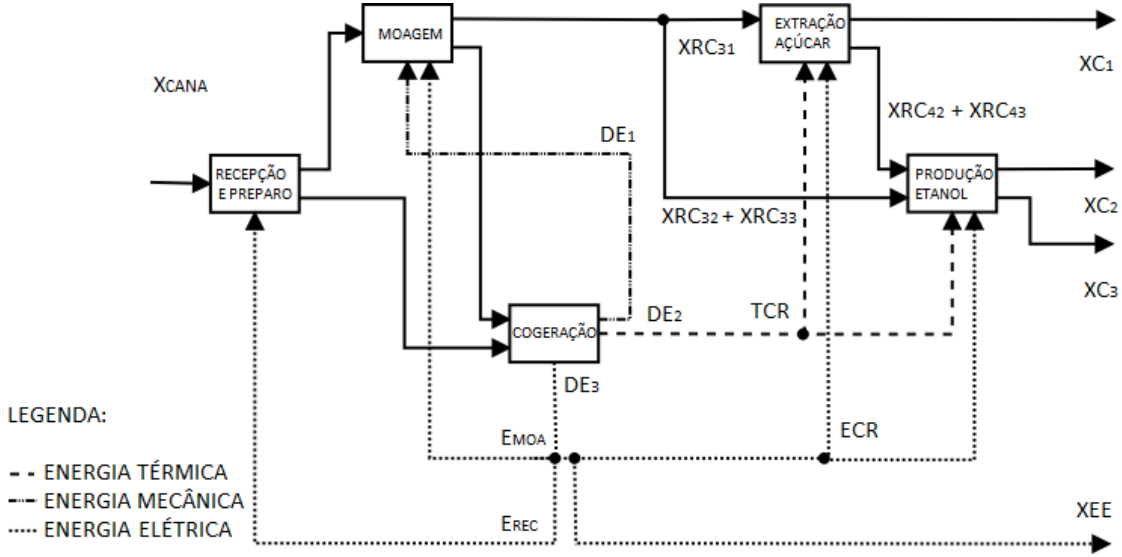 MOAGEM
EXTRAÇÃO
AÇÚCAR
XRC31
XC1
XCANA
XRC42 + XRC43
DE1
RECEPÇÃO
E PREPARO
PRODUÇÃO
ETANOL
XRC32 + XRC33
XC2
XC3
COGERAÇÃO
DE2
TCR
DE3
LEGENDA:
EMOA
ECR
ENERGIA TÉRMICA
ENERGIA MECÂNICA
ENERGIA ELÉTRICA
EREC
XEE